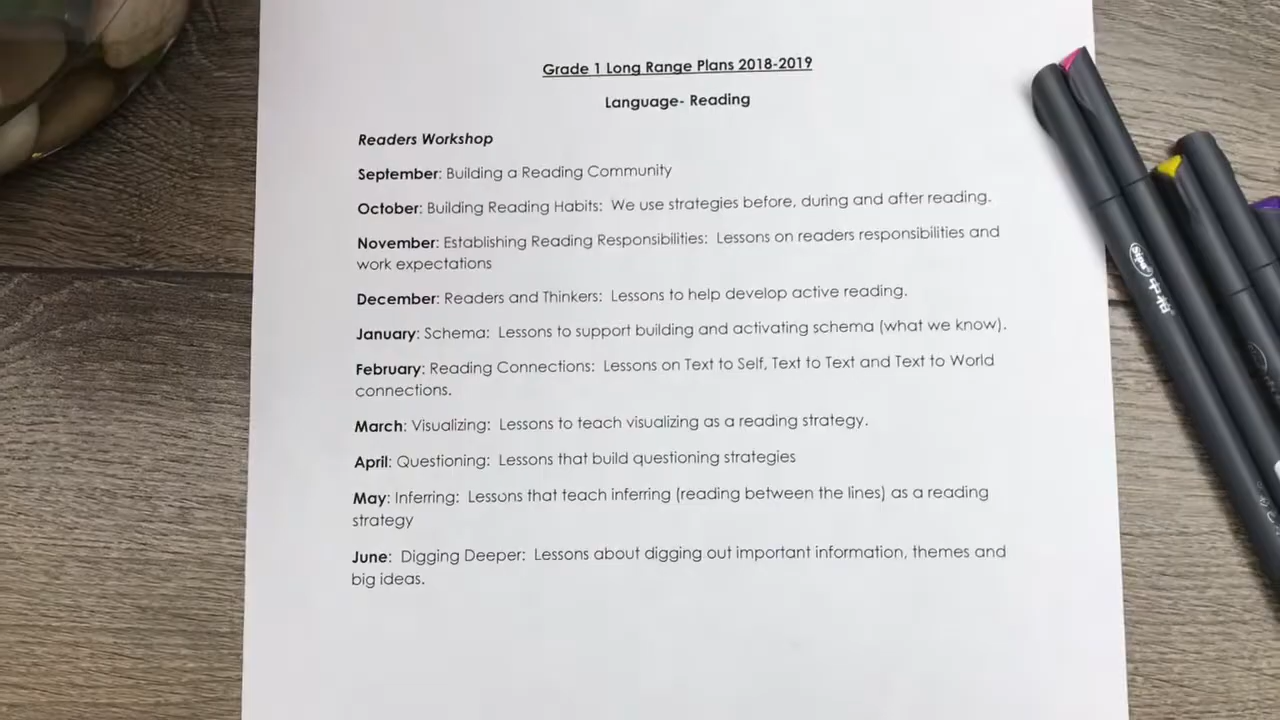 Grade 1 Long Range Plans 2018-2019
Language- Reading
Readers Workshop
September: Building a Reading Community
October: Building Reading Habits: We use strategies before, during and after reading.
November: Establishing Reading Responsibilities: Lessons on readers responsibilities and
work expectations
December: Readers and Thinkers: Lessons to help develop active reading.
January: Schema: Lessons to support building and activating schema (what we know).
February: Reading Connections: Lessons on Text to Self, Text to Text and Text to World
connections.
March: Visualizing: Lessons to teach visualizing as a reading strategy.
April: Questioning: Lessons that build questioning strategies
May: Inferring: Lessons that teach inferring (reading between the lines) as a reading
strategy
June: Digging Deeper: Lessons about digging out important information, themes and
big ideas.
Sipa